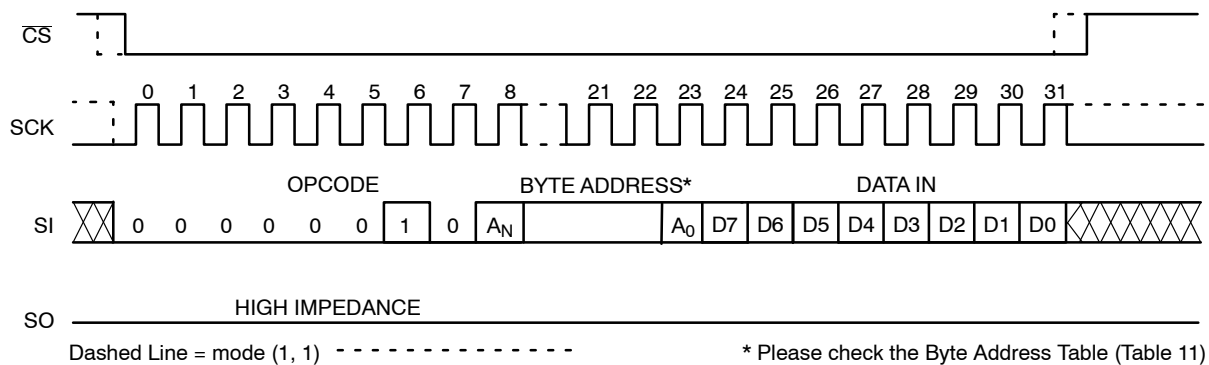 CS
0 1 2 3 4 5 6 7 8 21 22 23 24 25 26 27 28 29 30 31
SCK
OPCODE BYTE ADDRESS* DATA IN
SI 0 0 0 0 0 0 1 0 AN A0 D7 D6 D5 D4 D3 D2 D1 D0
HIGH IMPEDANCE
SO
Dashed Line = mode (1, 1) * Please check the Byte Address Table (Table 11)